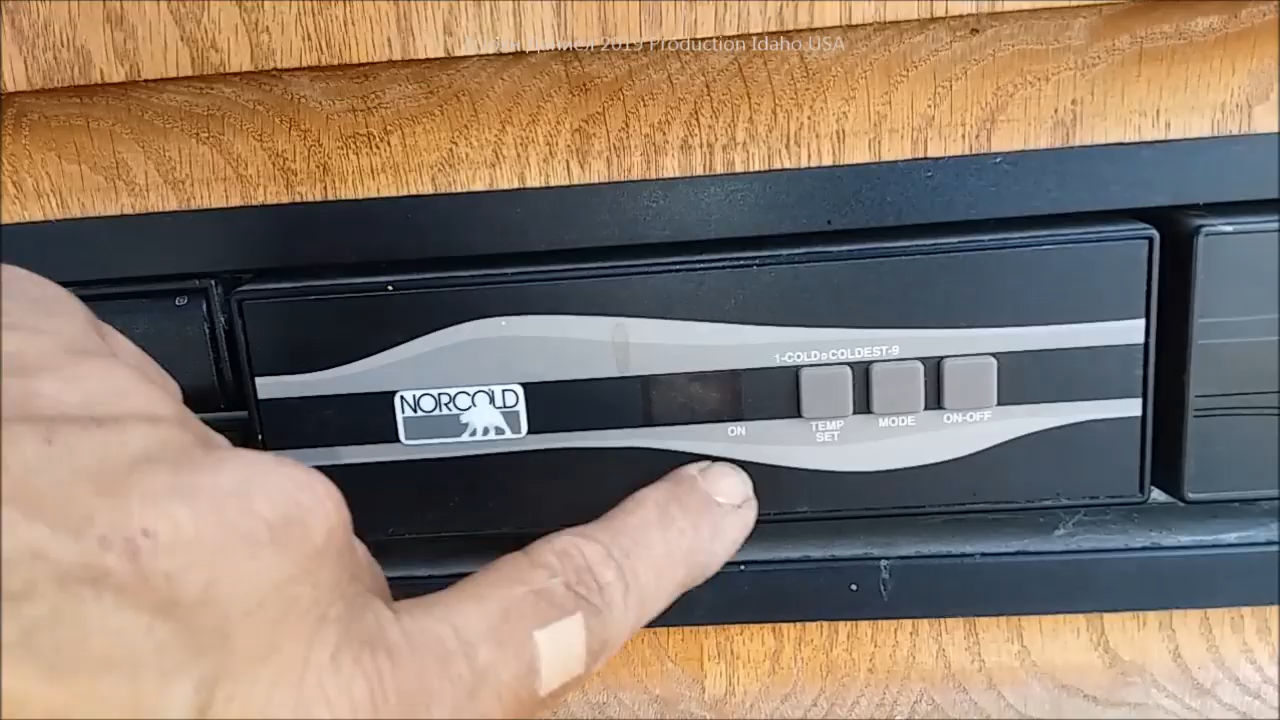 2019 Production Idaho USA
1-COLD COLDEST-9
NORCOLD
ON
TEMP SET
MODE
ON-OFF